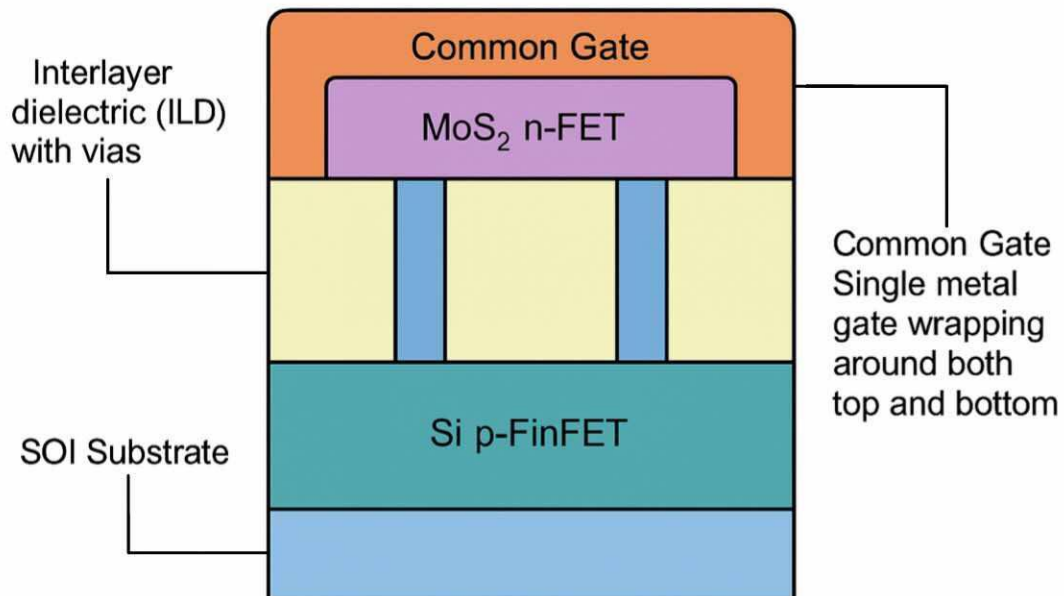 Common Gate
MoS₂ n-FET
Interlayer
dielectric (ILD)
with vias
Common Gate
Single metal
gate wrapping
around both
top and bottom
Si p-FinFET
SOI Substrate